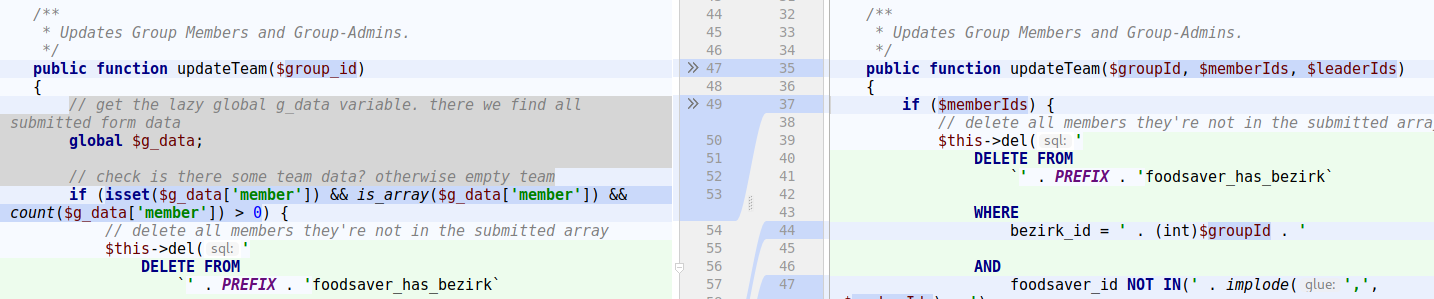 /**
 * Updates Group Members and Group-Admins.
 */
public function updateTeam($group_id)
{
// get the lazy global g_data variable. there we find all
submitted form data
global $g_data;
// check is there some team data? otherwise empty team
if (isset($g_data['member']) && is_array($g_data['member']) &&
count($g_data['member']) > 0) {
// delete all members they're not in the submitted array
$this->del( sql: '
DELETE FROM
`' . PREFIX . 'foodsaver_has_bezirk`
44 32
45 33
46 34
47 35
48 36
49 37
38
50 39
51 40
52 41
53 42
43
54 44
55 45
56 46
57 47
/**
 * Updates Group Members and Group-Admins.
 */
public function updateTeam($groupId, $memberIds, $leaderIds)
{
if ($memberIds) {
// delete all members they're not in the submitted arra
$this->del( sql: '
DELETE FROM
`' . PREFIX . 'foodsaver_has_bezirk`
WHERE
bezirk_id = ' . (int)$groupId . '
AND
foodsaver_id NOT IN(' . implode( glue: ',',